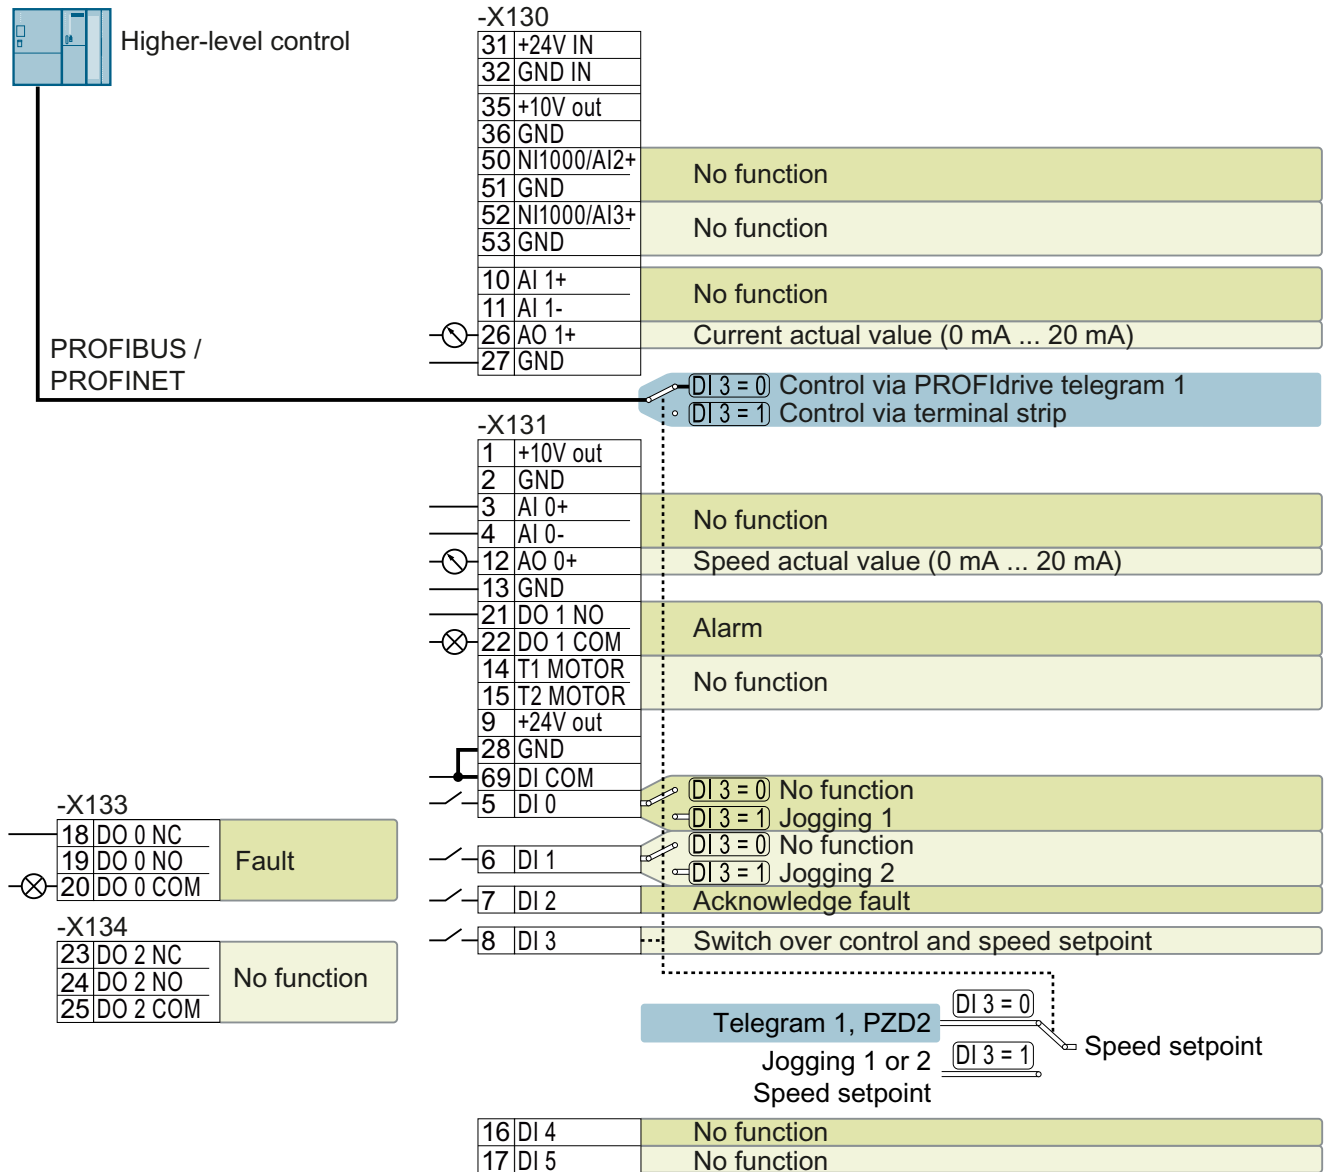 Higher-level control
PROFIBUS /
PROFINET
-X130
31 +24V IN
32 GND IN
35 +10V out
36 GND
50 NI1000/AI2+
51 GND
No function
52 NI1000/AI3+
53 GND
No function
10 AI 1+
11 AI 1-
No function
26 AO 1+ Current actual value (0 mA ... 20 mA)
27 GND
DI 3 = 0 Control via PROFIdrive telegram 1
DI 3 = 1 Control via terminal strip
-X131
1 +10V out
2 GND
3 AI 0+
4 AI 0-
No function
12 AO 0+ Speed actual value (0 mA ... 20 mA)
13 GND
21 DO 1 NO
22 DO 1 COM
Alarm
14 T1 MOTOR
15 T2 MOTOR
No function
9 +24V out
28 GND
69 DI COM
5 DI 0
DI 3 = 0 No function
DI 3 = 1 Jogging 1
6 DI 1
DI 3 = 0 No function
DI 3 = 1 Jogging 2
7 DI 2 Acknowledge fault
8 DI 3 Switch over control and speed setpoint
-X133
18 DO 0 NC
19 DO 0 NO
20 DO 0 COM
Fault
-X134
23 DO 2 NC
24 DO 2 NO
25 DO 2 COM
No function
Telegram 1, PZD2 DI 3 = 0
Jogging 1 or 2 DI 3 = 1
Speed setpoint
Speed setpoint
16 DI 4 No function
17 DI 5 No function